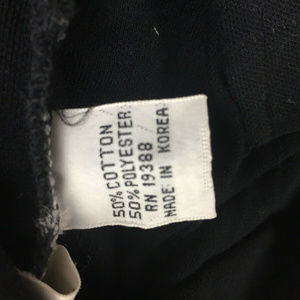 50% COTTON
50% POLYESTER
RN 19388
MADE IN KOREA